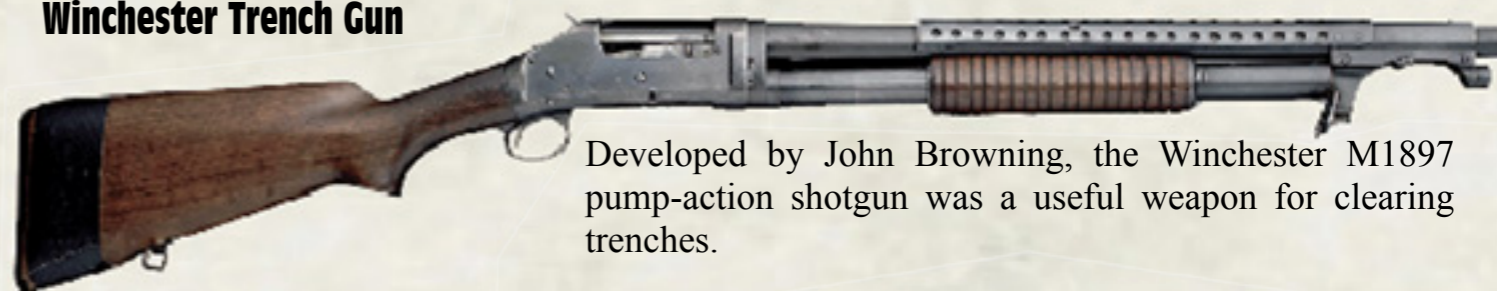 Winchester Trench Gun
Developed by John Browning, the Winchester M1897
pump-action shotgun was a useful weapon for clearing
trenches.